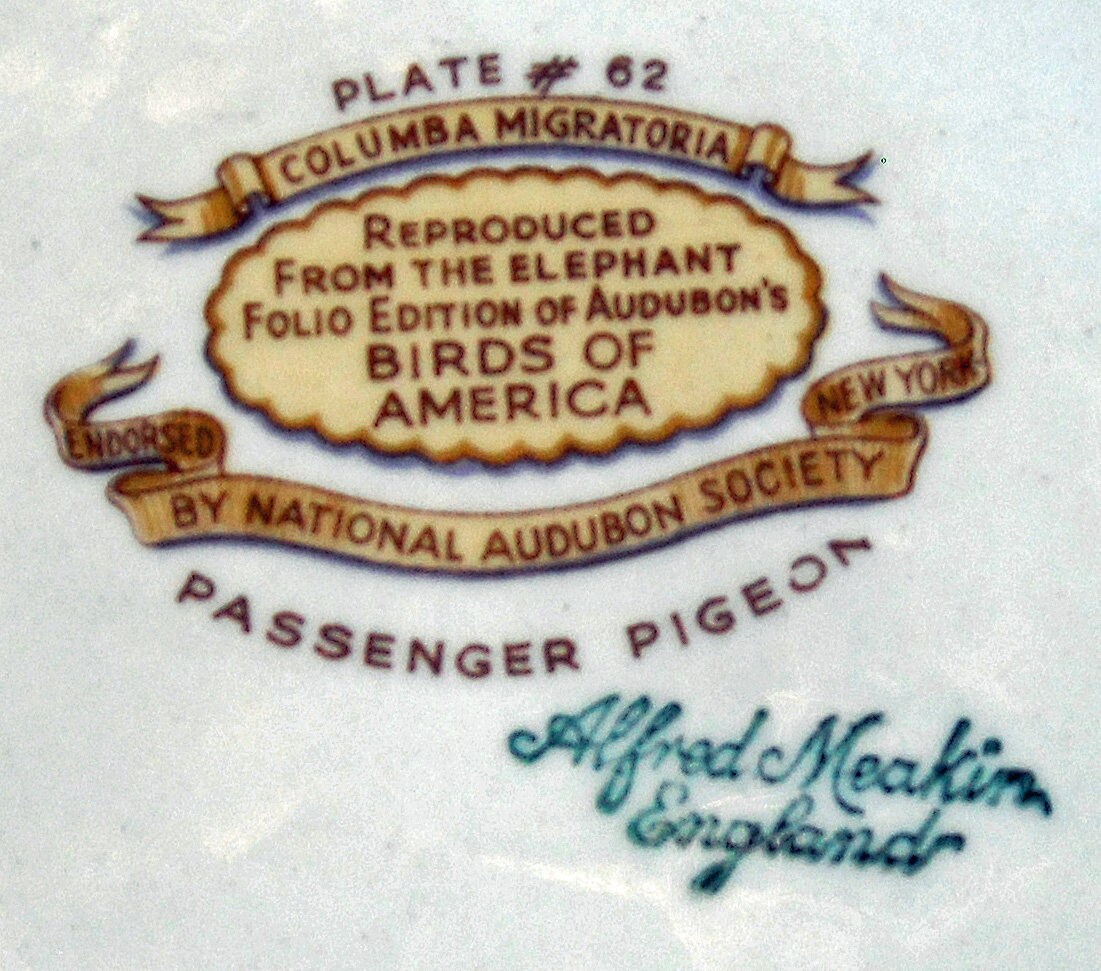 PLATE # 62
COLUMBA MIGRATORIA
REPRODUCED
FROM THE ELEPHANT
FOLIO EDITION OF AUDUBON'S
BIRDS OF
AMERICA
ENDORSED
BY NATIONAL AUDUBON SOCIETY
NEW YORK
PASSENGER PIGEON
Alfred Meakin
England